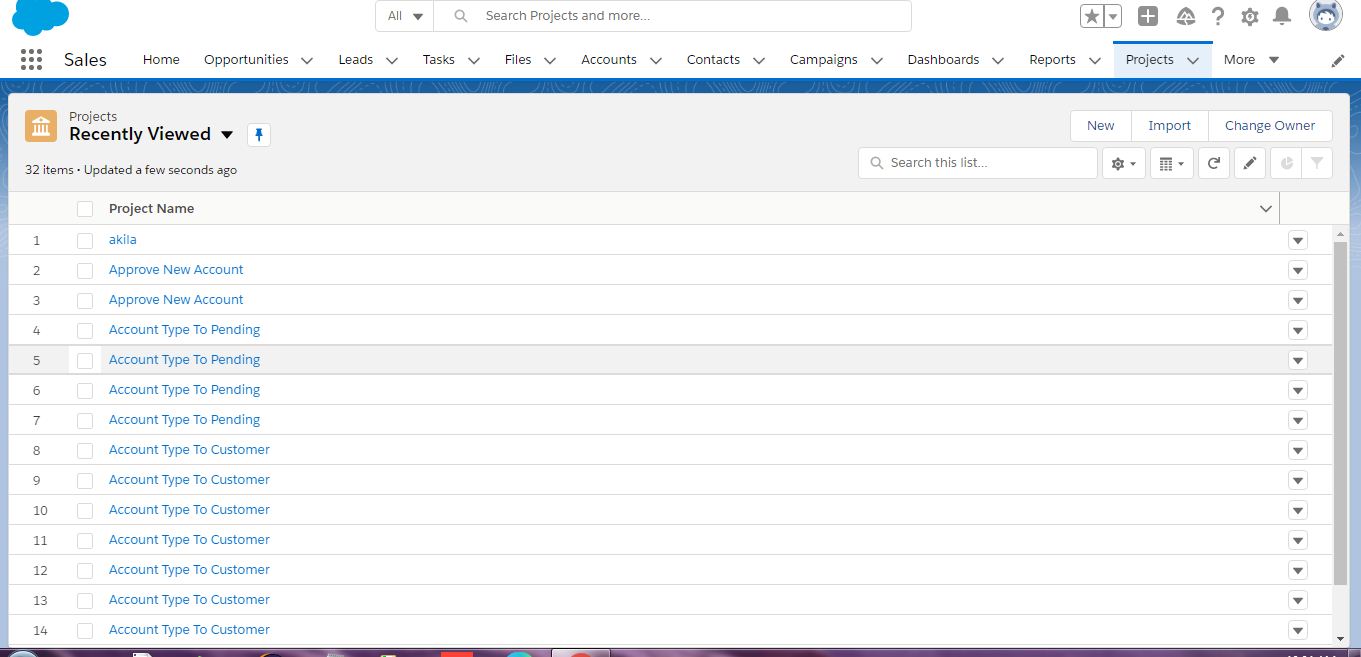 All Search Projects and more...
Sales Home Opportunities Leads Tasks Files Accounts Contacts Campaigns Dashboards Reports Projects More
Projects
Recently Viewed
New Import Change Owner
32 items • Updated a few seconds ago
Search this list...
Project Name
1 akila
2 Approve New Account
3 Approve New Account
4 Account Type To Pending
5 Account Type To Pending
6 Account Type To Pending
7 Account Type To Pending
8 Account Type To Customer
9 Account Type To Customer
10 Account Type To Customer
11 Account Type To Customer
12 Account Type To Customer
13 Account Type To Customer
14 Account Type To Customer